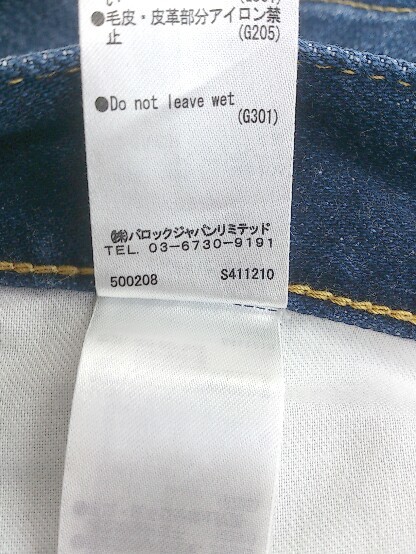 ●毛皮・皮革部分アイロン禁
止 (G205)
●Do not leave wet
(G301)
㈱バロックジャパンリミテッド
TEL. 03-6730-9191
500208 S411210